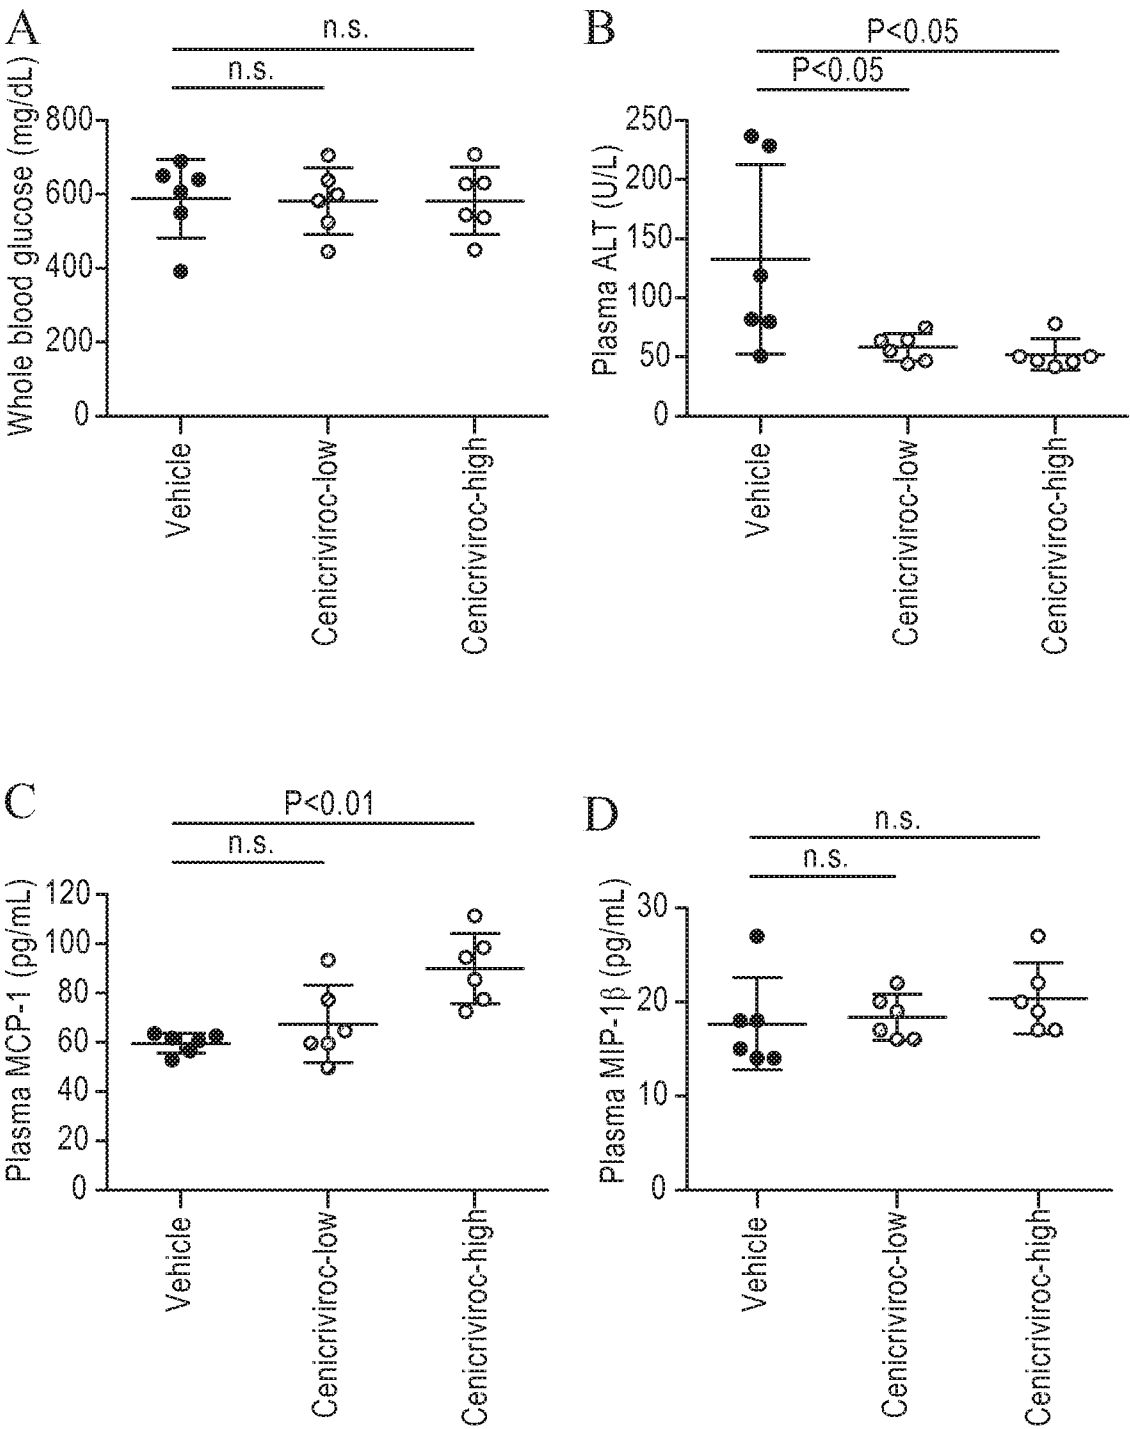 A
n.s.
n.s.
Whole blood glucose (mg/dL)
800
600
400
200
0
Vehicle
Cenicriviroc-low
Cenicriviroc-high
B
P<0.05
P<0.05
Plasma ALT (U/L)
250
200
150
100
50
0
Vehicle
Cenicriviroc-low
Cenicriviroc-high
C
P<0.01
n.s.
Plasma MCP-1 (pg/mL)
120
100
80
60
40
20
0
Vehicle
Cenicriviroc-low
Cenicriviroc-high
D
n.s.
n.s.
Plasma MIP-1β (pg/mL)
30
20
10
0
Vehicle
Cenicriviroc-low
Cenicriviroc-high